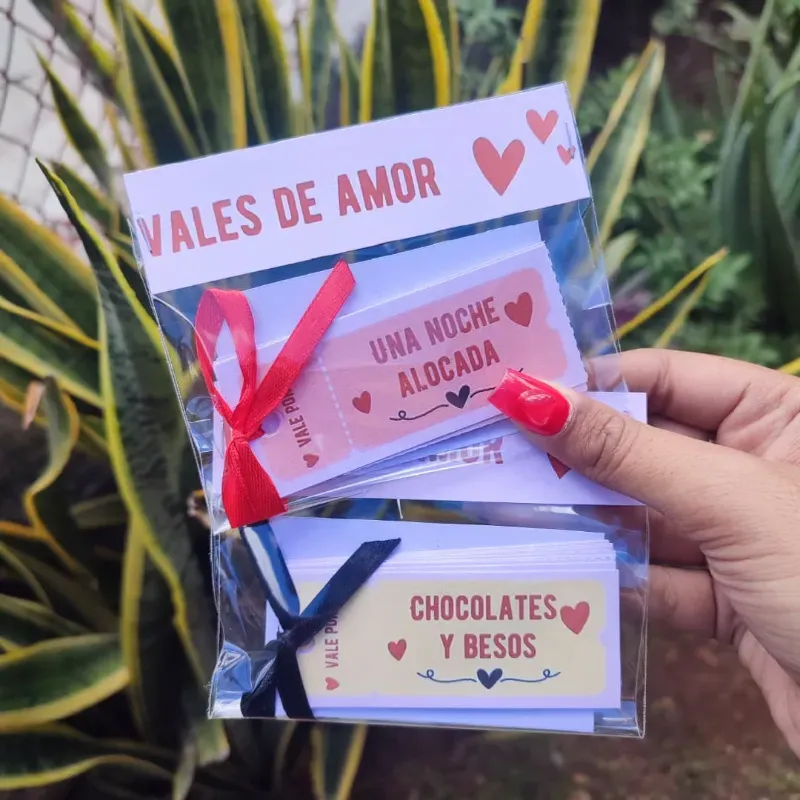 VALES DE AMOR
VALE POR
UNA NOCHE
ALOCADA
AMOR
VALE POR
CHOCOLATES
Y BESOS